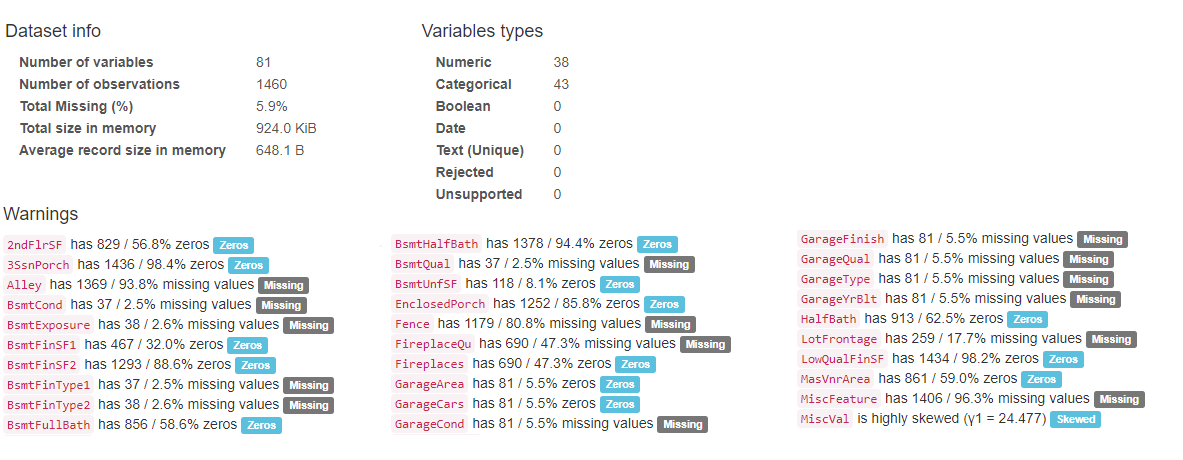 Dataset info
Number of variables 81
Number of observations 1460
Total Missing (%) 5.9%
Total size in memory 924.0 KiB
Average record size in memory 648.1 B
Variables types
Numeric 38
Categorical 43
Boolean 0
Date 0
Text (Unique) 0
Rejected 0
Unsupported 0
Warnings
2ndFlrSF has 829 / 56.8% zeros Zeros
3SsnPorch has 1436 / 98.4% zeros Zeros
Alley has 1369 / 93.8% missing values Missing
BsmtCond has 37 / 2.5% missing values Missing
BsmtExposure has 38 / 2.6% missing values Missing
BsmtFinSF1 has 467 / 32.0% zeros Zeros
BsmtFinSF2 has 1293 / 88.6% zeros Zeros
BsmtFinType1 has 37 / 2.5% missing values Missing
BsmtFinType2 has 38 / 2.6% missing values Missing
BsmtFullBath has 856 / 58.6% zeros Zeros
BsmtHalfBath has 1378 / 94.4% zeros Zeros
BsmtQual has 37 / 2.5% missing values Missing
BsmtUnfSF has 118 / 8.1% zeros Zeros
EnclosedPorch has 1252 / 85.8% zeros Zeros
Fence has 1179 / 80.8% missing values Missing
FireplaceQu has 690 / 47.3% missing values Missing
Fireplaces has 690 / 47.3% zeros Zeros
GarageArea has 81 / 5.5% zeros Zeros
GarageCars has 81 / 5.5% zeros Zeros
GarageCond has 81 / 5.5% missing values Missing
GarageFinish has 81 / 5.5% missing values Missing
GarageQual has 81 / 5.5% missing values Missing
GarageType has 81 / 5.5% missing values Missing
GarageYrBlt has 81 / 5.5% missing values Missing
HalfBath has 913 / 62.5% zeros Zeros
LotFrontage has 259 / 17.7% missing values Missing
LowQualFinSF has 1434 / 98.2% zeros Zeros
MasVnrArea has 861 / 59.0% zeros Zeros
MiscFeature has 1406 / 96.3% missing values Missing
MiscVal is highly skewed (γ1 = 24.477) Skewed